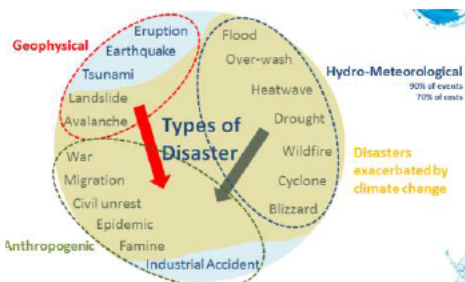 Geophysical
Eruption
Earthquake
Tsunami
Landslide
Avalanche
Types of
Disaster
Flood
Over-wash
Heatwave
Drought
Wildfire
Cyclone
Blizzard
Hydro-Meteorological
90% of events
70% of costs
Disasters
exacerbated by
climate change
War
Migration
Civil unrest
Epidemic
Famine
Anthropogenic
Industrial Accident